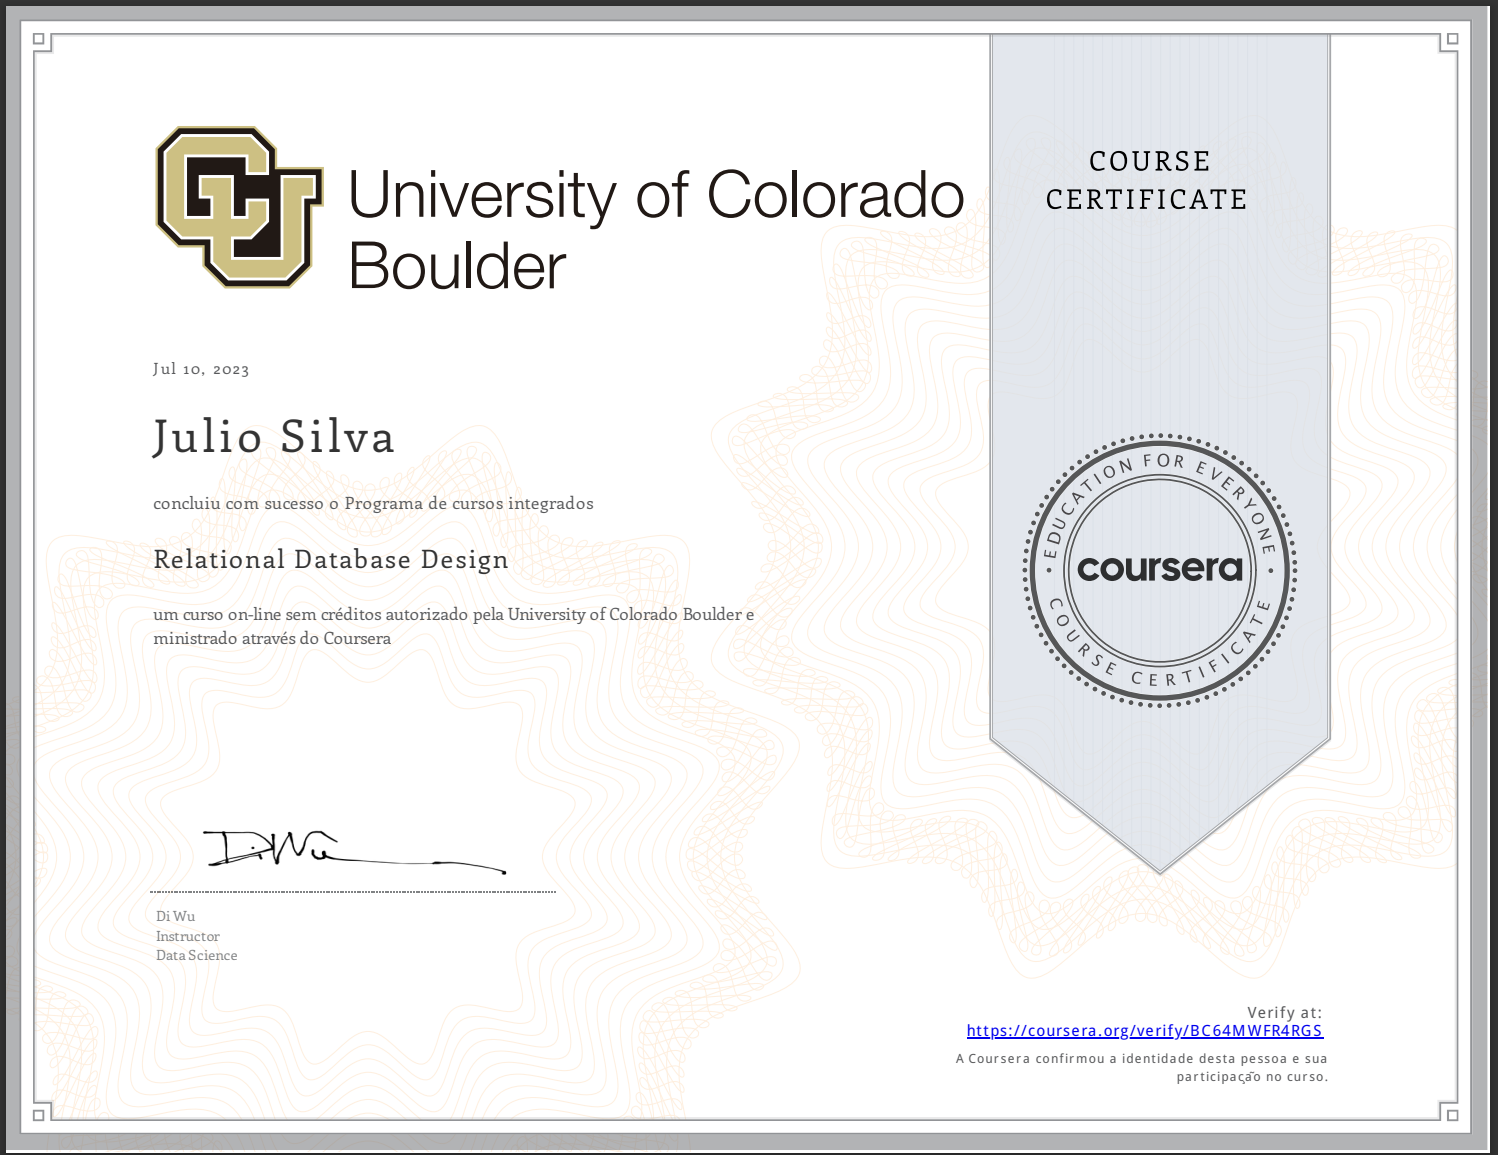 University of Colorado
Boulder
COURSE
CERTIFICATE
Jul 10, 2023
Julio Silva
concluiu com sucesso o Programa de cursos integrados
Relational Database Design
um curso on-line sem créditos autorizado pela University of Colorado Boulder e
ministrado através do Coursera
EDUCATION FOR EVERYONE
coursera
COURSE CERTIFICATE
Di Wu
Di Wu
Instructor
Data Science
Verify at:
https://coursera.org/verify/BC64MWFR4RGS
A Coursera confirmou a identidade desta pessoa e sua
participação no curso.